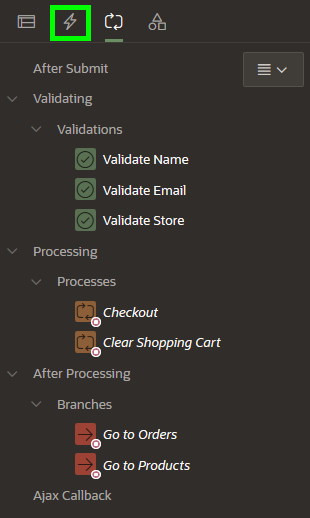 After Submit
Validating
Validations
Validate Name
Validate Email
Validate Store
Processing
Processes
Checkout
Clear Shopping Cart
After Processing
Branches
Go to Orders
Go to Products
Ajax Callback